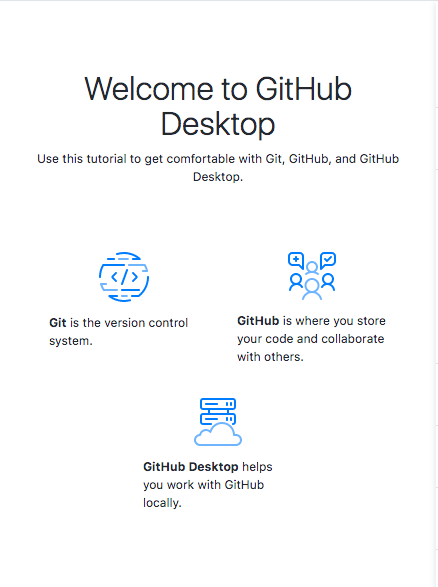 Welcome to GitHub
Desktop
Use this tutorial to get comfortable with Git, GitHub, and GitHub
Desktop.
Git is the version control
system.
GitHub is where you store
your code and collaborate
with others.
GitHub Desktop helps
you work with GitHub
locally.